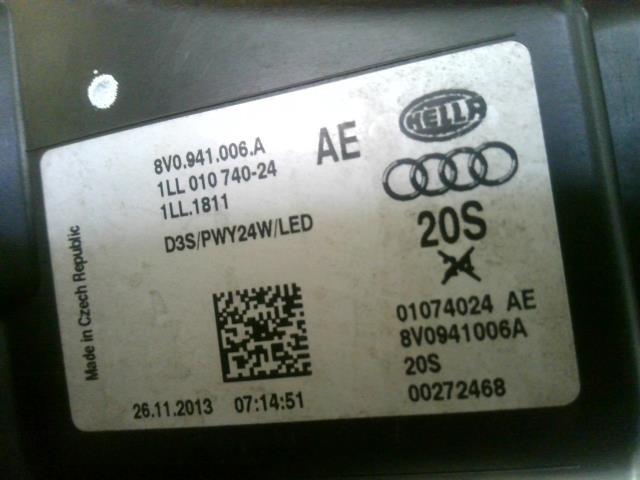 HELLA
8V0.941.006.A
AE
1LL 010 740-24
1LL.1811
20S
D3S/PWY24W/LED
Made in Czech Republic
01074024 AE
8V0941006A
20S
00272468
26.11.2013 07:14:51